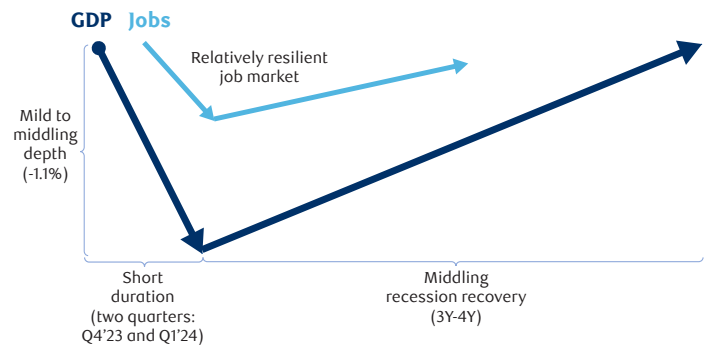 GDP Jobs
Relatively resilient
job market
Mild to
middling
depth
(-1.1%)
Short
duration
(two quarters:
Q4’23 and Q1’24)
Middling
recession recovery
(3Y-4Y)